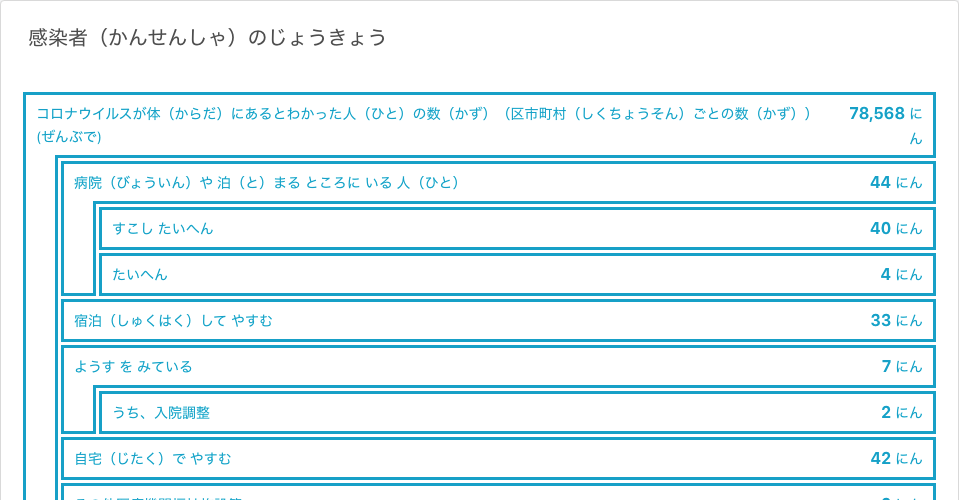 感染者（かんせんしゃ）のじょうきょう
コロナウイルスが体（からだ）にあるとわかった人（ひと）の数（かず）（区市町村（しくちょうそん）ごとの数（かず）） 78,568 に
(ぜんぶで) ん
病院（びょういん）や 泊（と）まる ところに いる 人（ひと） 44 にん
すこし たいへん 40 にん
たいへん 4 にん
宿泊（しゅくはく）して やすむ 33 にん
ようす を みている 7 にん
うち、入院調整 2 にん
自宅（じたく）で やすむ 42 にん